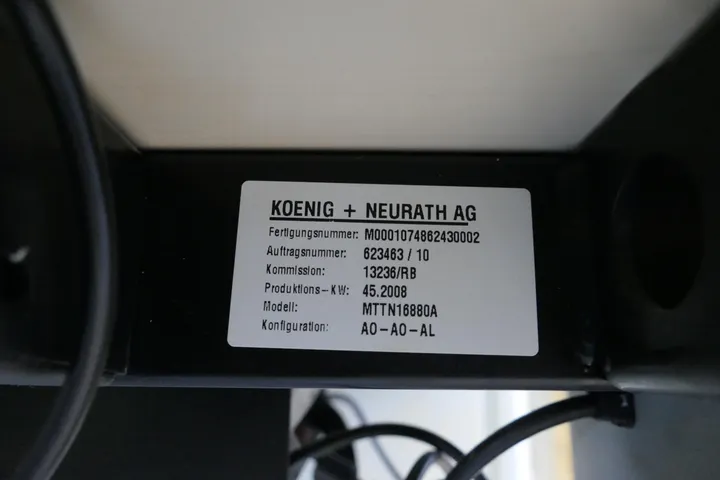 KOENIG + NEURATH AG
Fertigungsnummer: M0001074862430002
Auftragsnummer: 623463 / 10
Kommission: 13236/RB
Produktions-KW: 45.2008
Modell: MTTN16880A
Konfiguration: AO-AO-AL